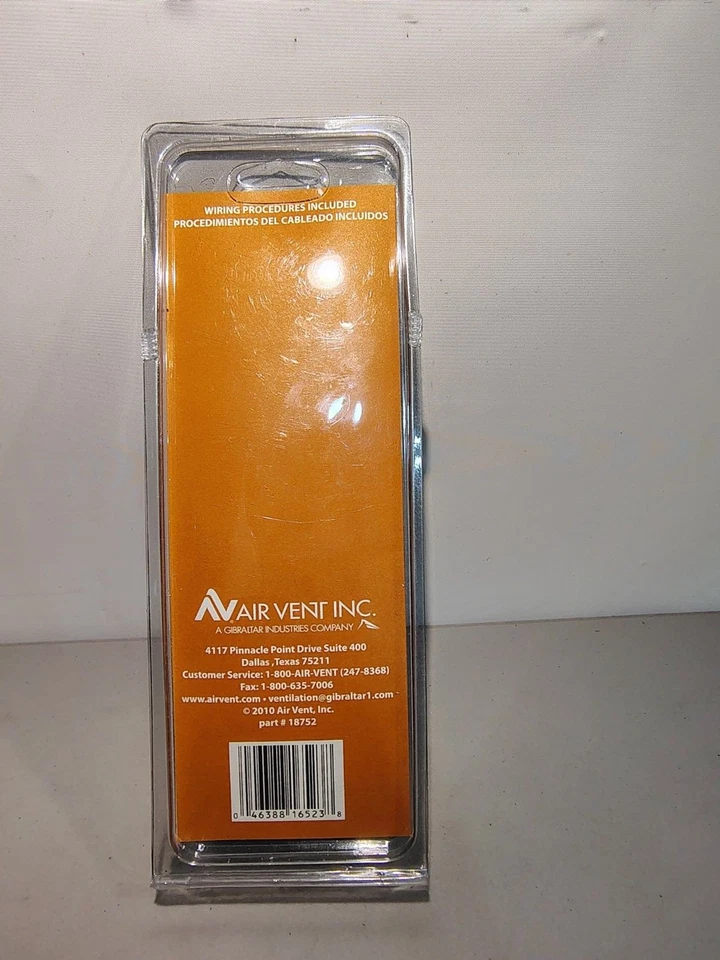 WIRING PROCEDURES INCLUDED
PROCEDIMIENTOS DEL CABLEADO INCLUIDOS
AV AIR VENT INC.
A GIBRALTAR INDUSTRIES COMPANY
4117 Pinnacle Point Drive Suite 400
Dallas ,Texas 75211
Customer Service: 1-800-AIR-VENT (247-8368)
Fax: 1-800-635-7006
www.airvent.com • ventilation@gibraltar1.com
© 2010 Air Vent, Inc.
part # 18752
0 46388 16523 8